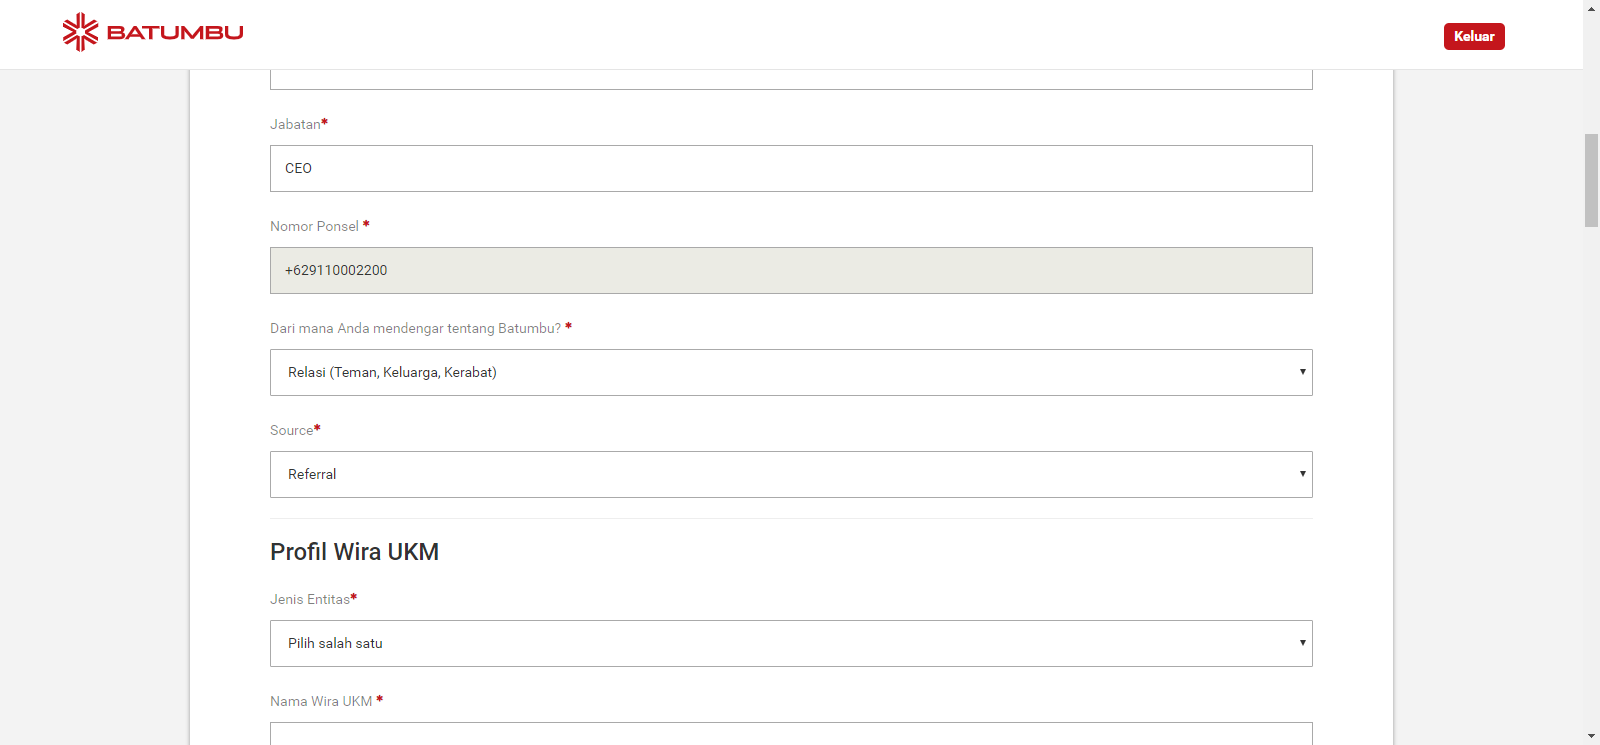 BATUMBU
Keluar
Jabatan*
CEO
Nomor Ponsel *
+629110002200
Dari mana Anda mendengar tentang Batumbu? *
Relasi (Teman, Keluarga, Kerabat)
Source*
Referral
Profil Wira UKM
Jenis Entitas*
Pilih salah satu
Nama Wira UKM *